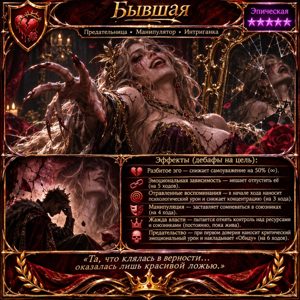 Бывшая
Эпическая
Предательница • Манипулятор • Интриганка
Эффекты (дебафы на цель):
Разбитое эго — снижает самоуважение на 50% (∞).
Эмоциональная зависимость — мешает отпустить её
(на 5 ходов).
Отравленные воспоминания — в начале хода наносит
психологический урон и снижает концентрацию (на 3 хода).
Манипуляция — заставляет сомневаться в союзниках
(на 4 хода).
Жажда власти — пытается отнять контроль над ресурсами
и союзниками (постоянно, пока жива).
Предательство — при первом доверии наносит критический
эмоциональный урон и накладывает «Обиду» (на 6 ходов).
«Та, что клялась в верности...
оказалась лишь красивой ложью.»